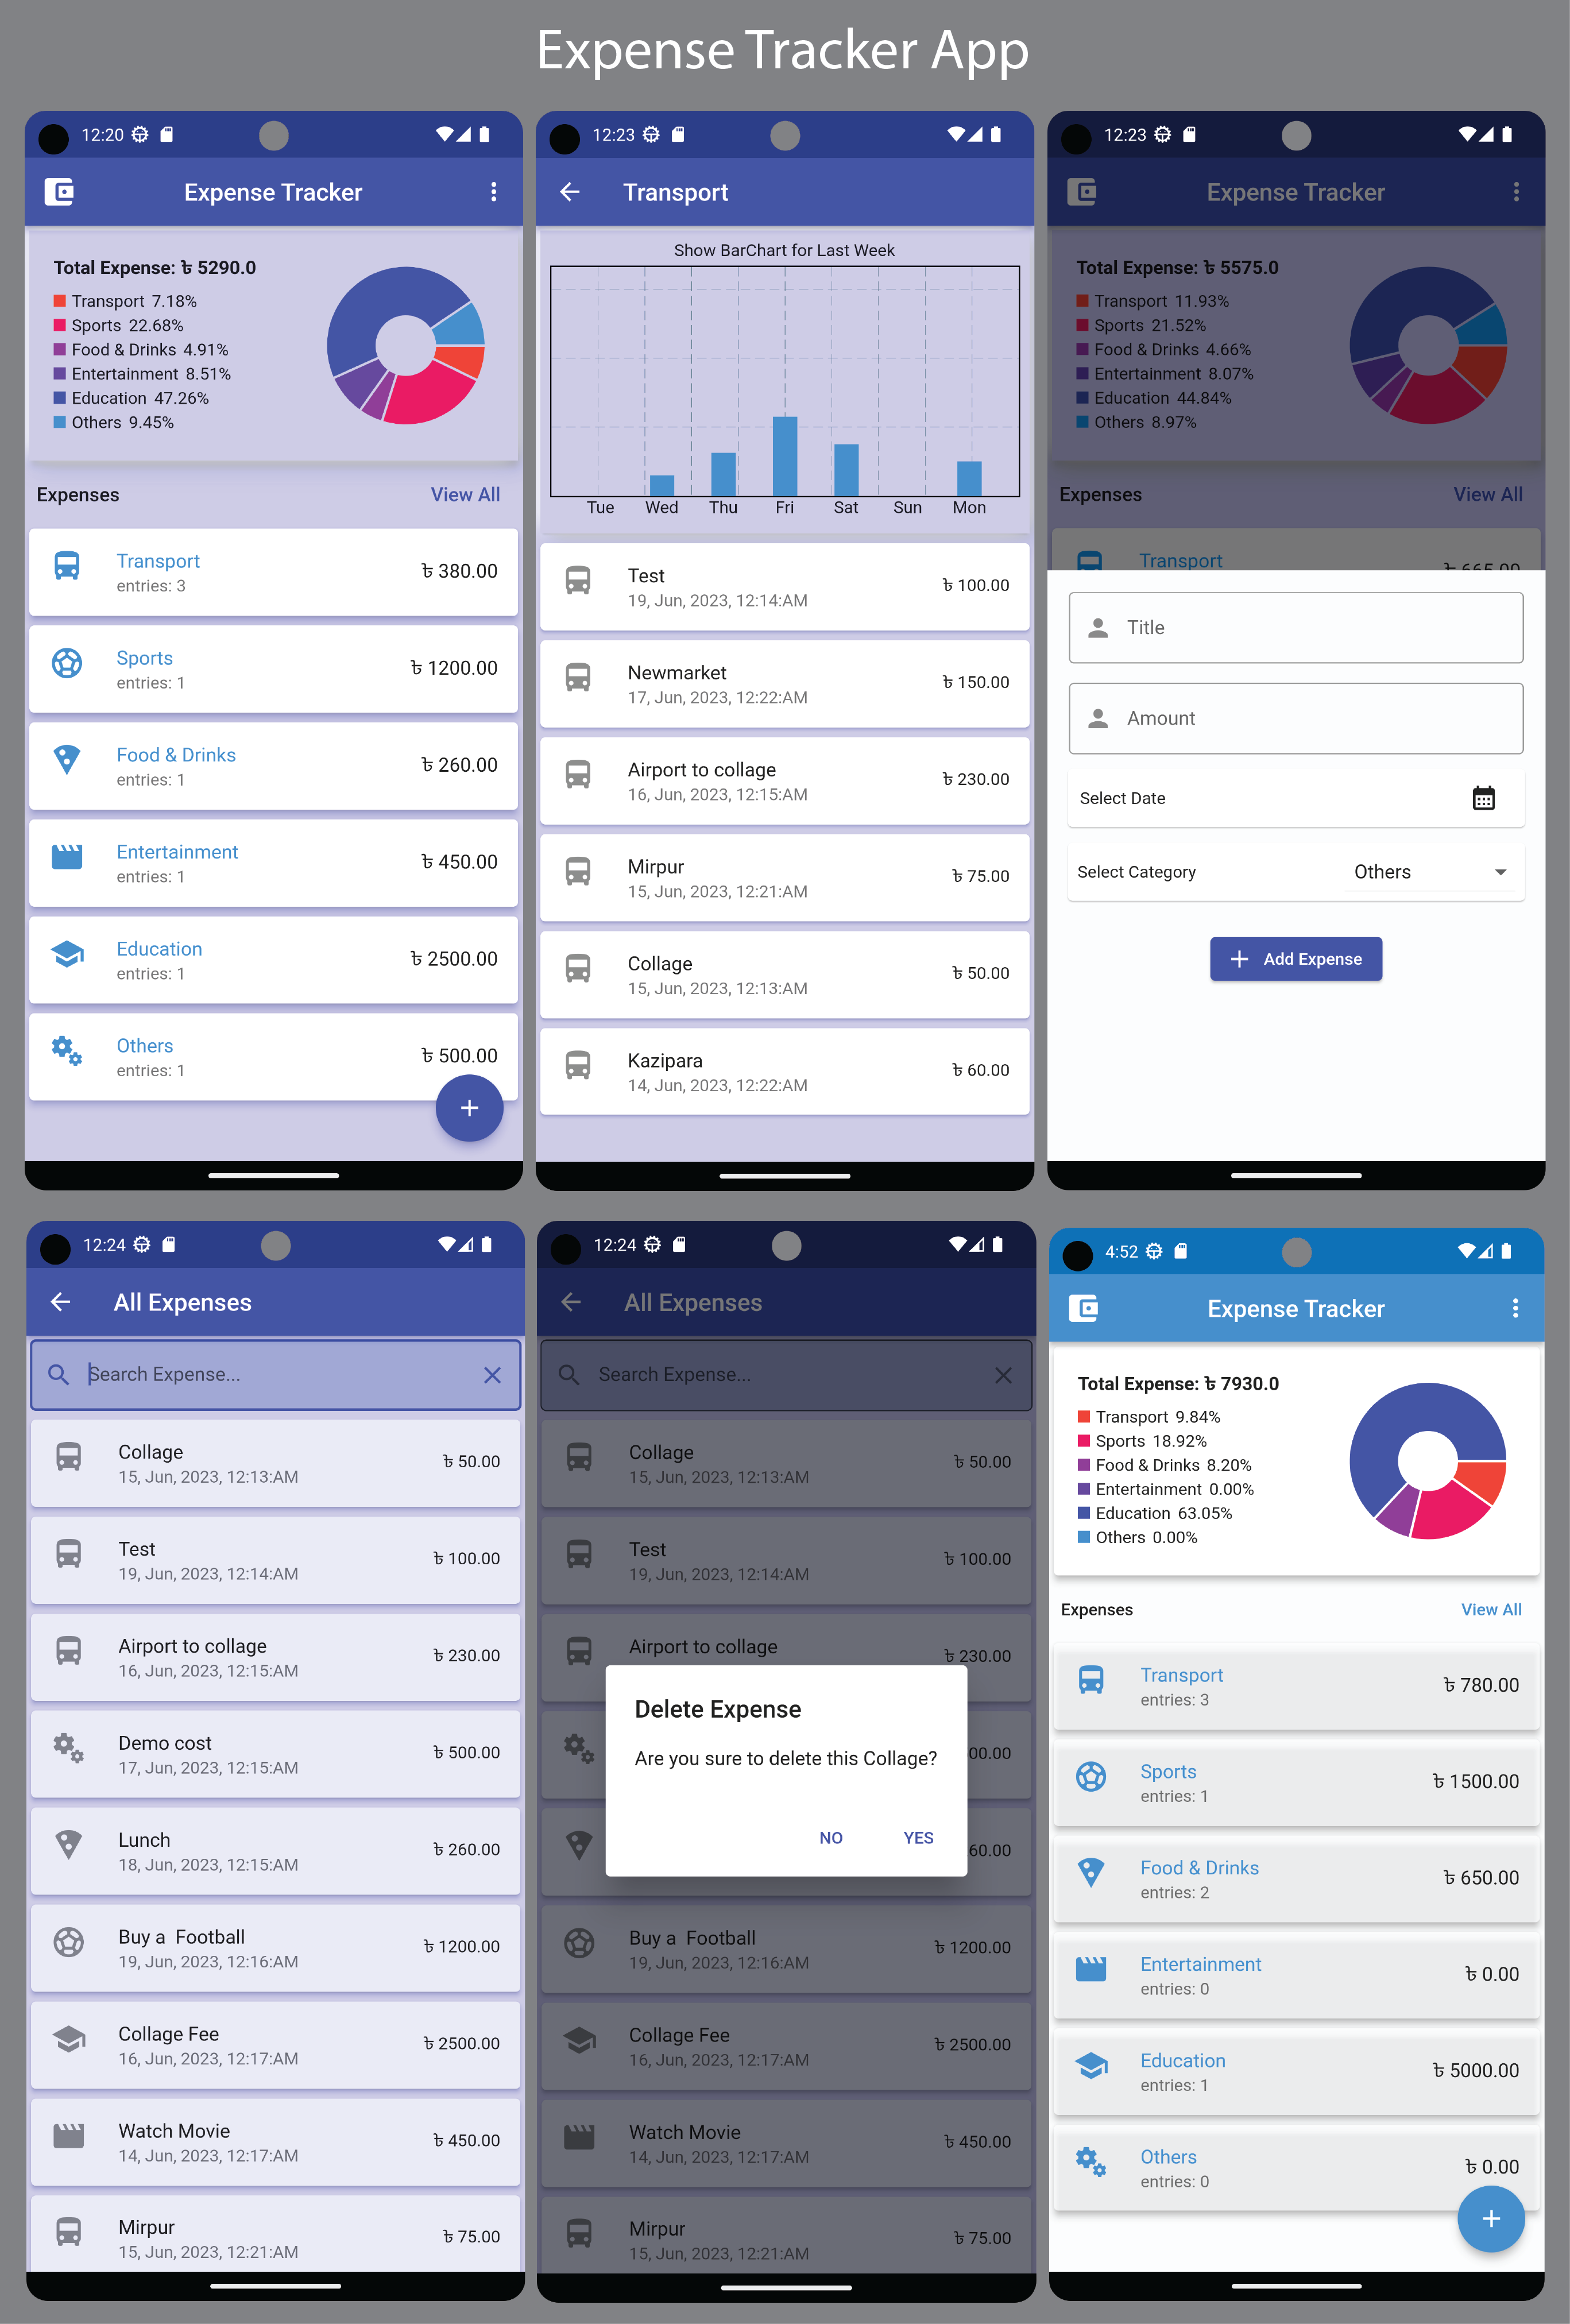 Expense Tracker App
12:20
Expense Tracker
Total Expense: ৳ 5290.0
Transport 7.18%
Sports 22.68%
Food & Drinks 4.91%
Entertainment 8.51%
Education 47.26%
Others 9.45%
Expenses View All
Transport
entries: 3
৳ 380.00
Sports
entries: 1
৳ 1200.00
Food & Drinks
entries: 1
৳ 260.00
Entertainment
entries: 1
৳ 450.00
Education
entries: 1
৳ 2500.00
Others
entries: 1
৳ 500.00
12:23
Transport
Show BarChart for Last Week
Tue Wed Thu Fri Sat Sun Mon
Test
19, Jun, 2023, 12:14:AM
৳ 100.00
Newmarket
17, Jun, 2023, 12:22:AM
৳ 150.00
Airport to collage
16, Jun, 2023, 12:15:AM
৳ 230.00
Mirpur
15, Jun, 2023, 12:21:AM
৳ 75.00
Collage
15, Jun, 2023, 12:13:AM
৳ 50.00
Kazipara
14, Jun, 2023, 12:22:AM
৳ 60.00
12:23
Expense Tracker
Total Expense: ৳ 5575.0
Transport 11.93%
Sports 21.52%
Food & Drinks 4.66%
Entertainment 8.07%
Education 44.84%
Others 8.97%
Expenses View All
Transport
৳ 665.00
Title
Amount
Select Date
Select Category Others
Add Expense
12:24
All Expenses
Search Expense...
Collage
15, Jun, 2023, 12:13:AM
৳ 50.00
Test
19, Jun, 2023, 12:14:AM
৳ 100.00
Airport to collage
16, Jun, 2023, 12:15:AM
৳ 230.00
Demo cost
17, Jun, 2023, 12:15:AM
৳ 500.00
Lunch
18, Jun, 2023, 12:15:AM
৳ 260.00
Buy a  Football
19, Jun, 2023, 12:16:AM
৳ 1200.00
Collage Fee
16, Jun, 2023, 12:17:AM
৳ 2500.00
Watch Movie
14, Jun, 2023, 12:17:AM
৳ 450.00
Mirpur
15, Jun, 2023, 12:21:AM
৳ 75.00
12:24
All Expenses
Search Expense...
Collage
15, Jun, 2023, 12:13:AM
৳ 50.00
Test
19, Jun, 2023, 12:14:AM
৳ 100.00
Airport to collage
৳ 230.00
Delete Expense
Are you sure to delete this Collage?
00.00
NO YES
60.00
Buy a  Football
19, Jun, 2023, 12:16:AM
৳ 1200.00
Collage Fee
16, Jun, 2023, 12:17:AM
৳ 2500.00
Watch Movie
14, Jun, 2023, 12:17:AM
৳ 450.00
Mirpur
15, Jun, 2023, 12:21:AM
৳ 75.00
4:52
Expense Tracker
Total Expense: ৳ 7930.0
Transport 9.84%
Sports 18.92%
Food & Drinks 8.20%
Entertainment 0.00%
Education 63.05%
Others 0.00%
Expenses View All
Transport
entries: 3
৳ 780.00
Sports
entries: 1
৳ 1500.00
Food & Drinks
entries: 2
৳ 650.00
Entertainment
entries: 0
৳ 0.00
Education
entries: 1
৳ 5000.00
Others
entries: 0
৳ 0.00